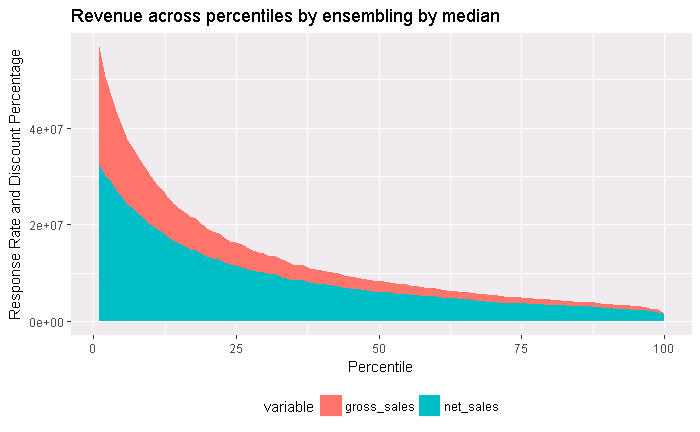 Revenue across percentiles by ensembling by median
Response Rate and Discount Percentage
4e+07
2e+07
0e+00
0
25
50
75
100
Percentile
variable
gross_sales
net_sales